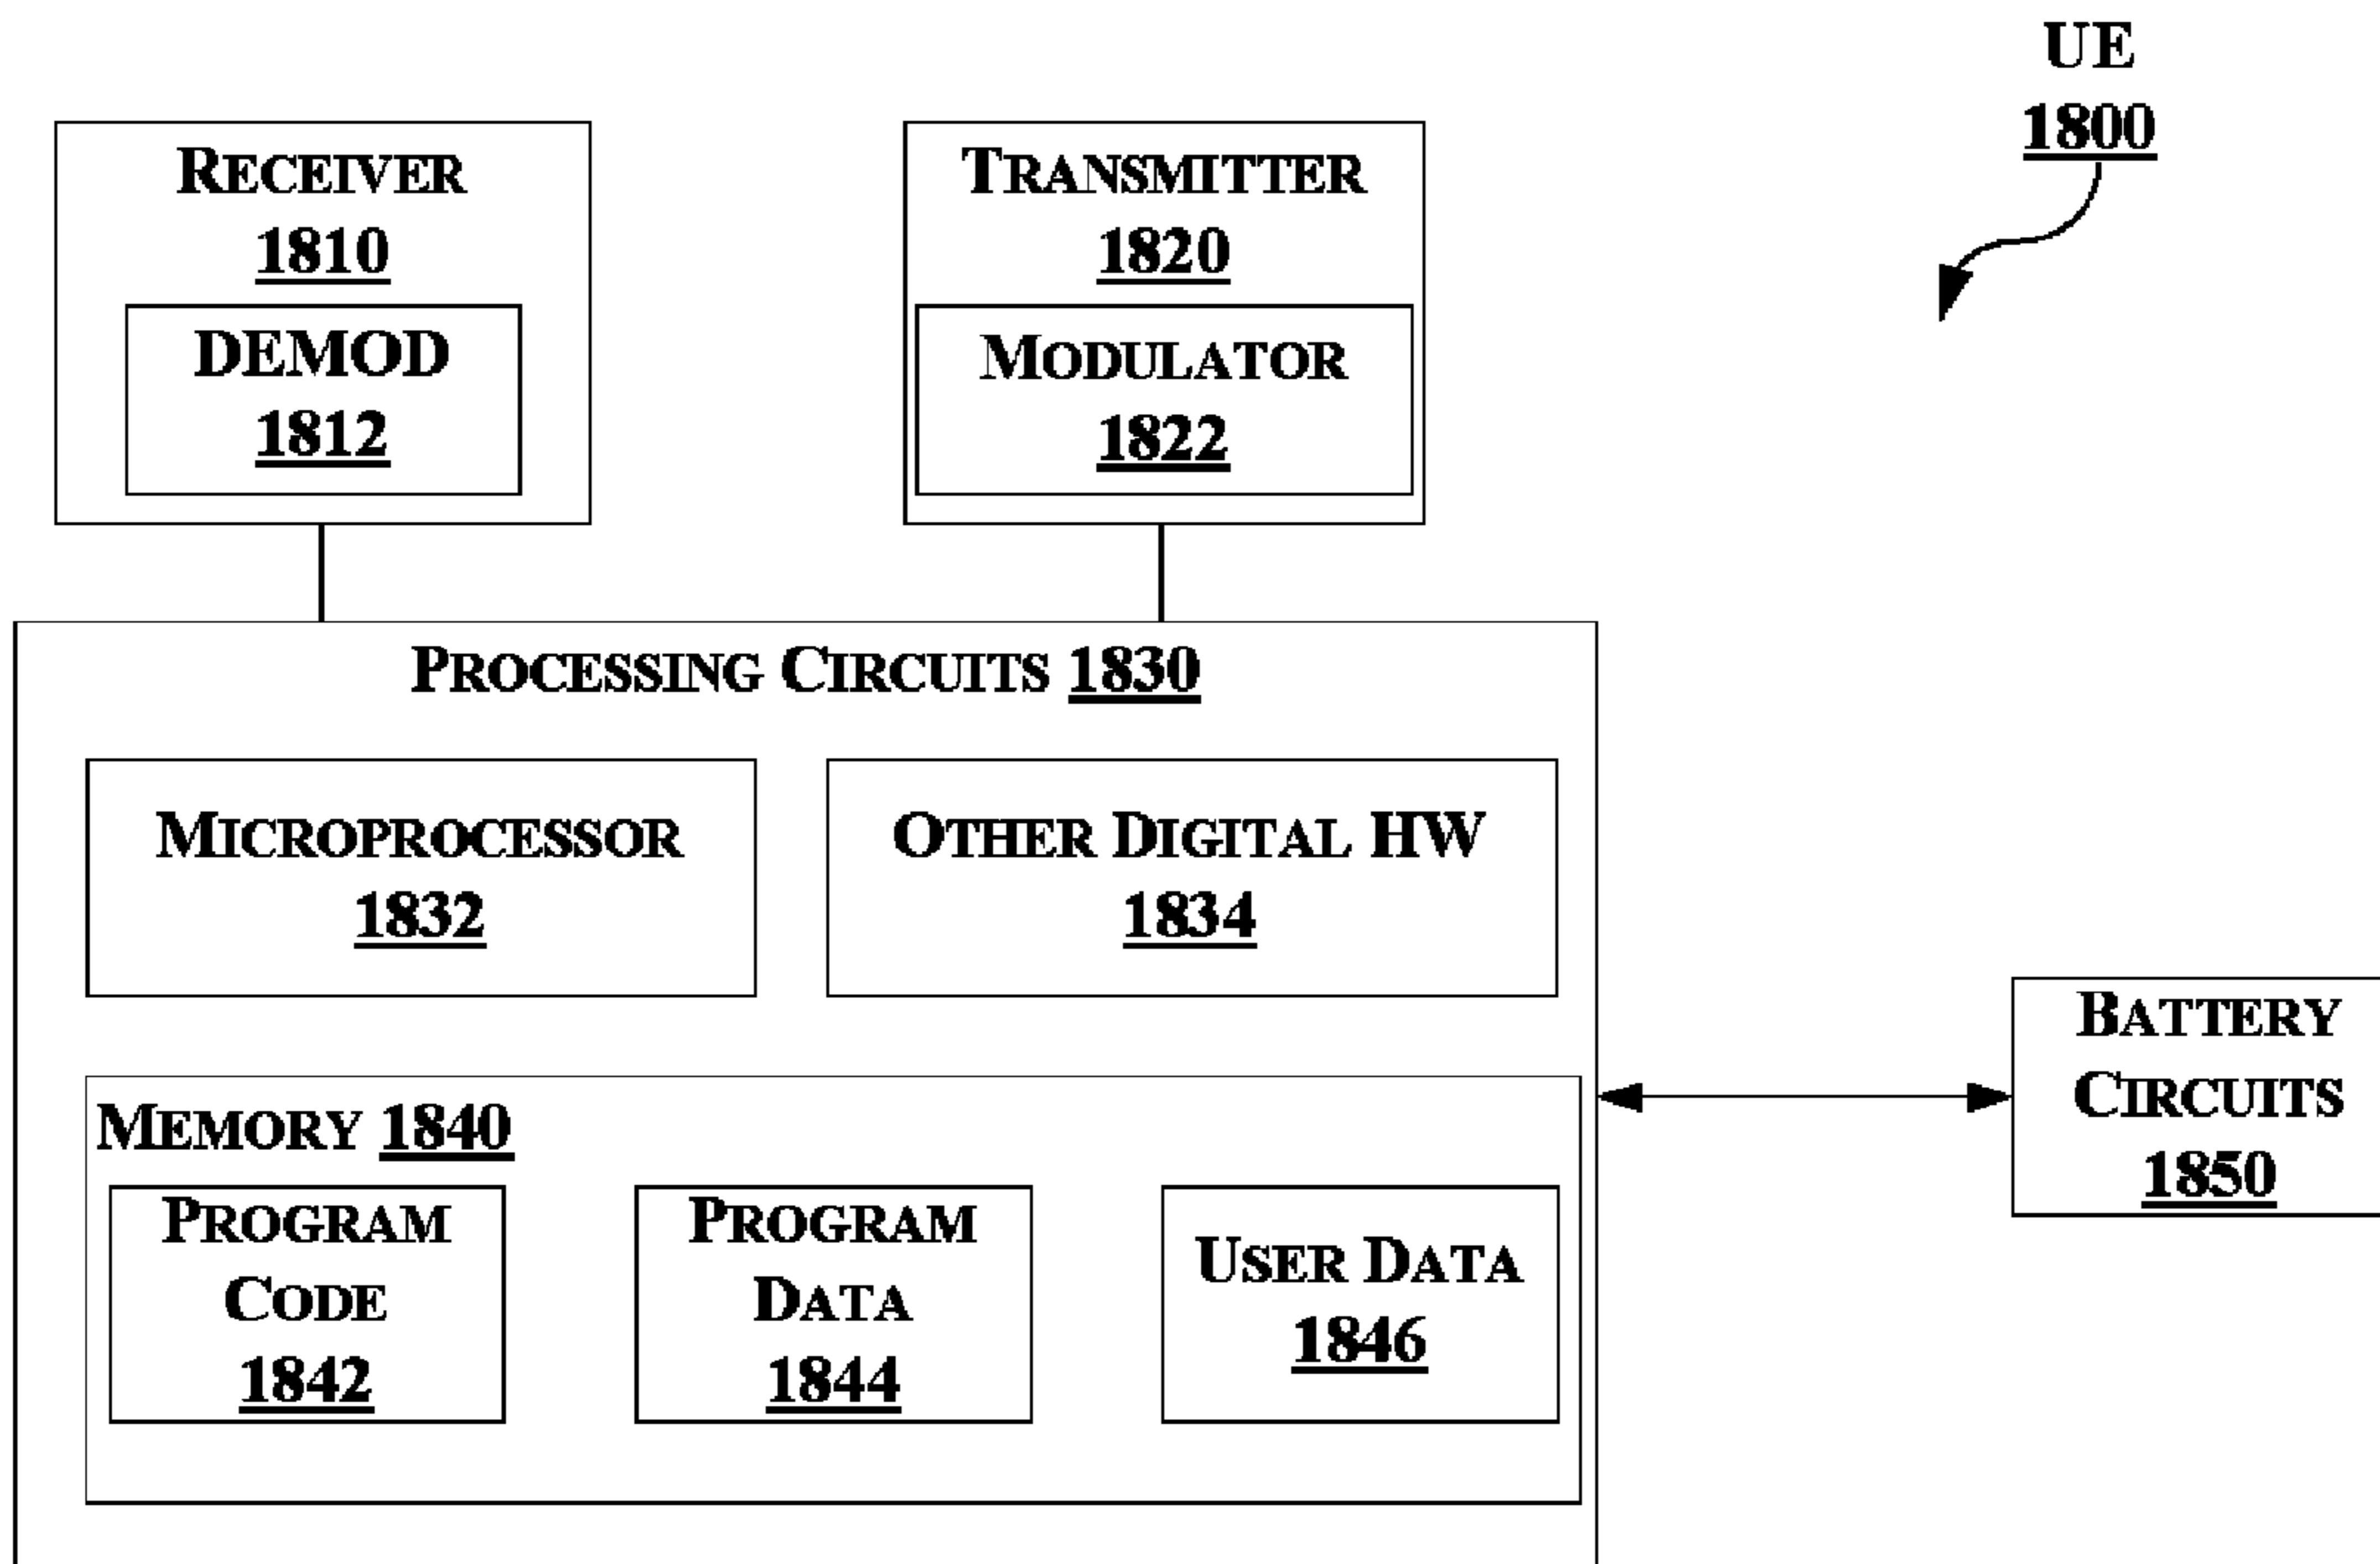 UE
1800
RECEIVER
1810
DEMOD
1812
TRANSMITTER
1820
MODULATOR
1822
PROCESSING CIRCUITS 1830
MICROPROCESSOR
1832
OTHER DIGITAL HW
1834
MEMORY 1840
PROGRAM
CODE
1842
PROGRAM
DATA
1844
USER DATA
1846
BATTERY
CIRCUITS
1850